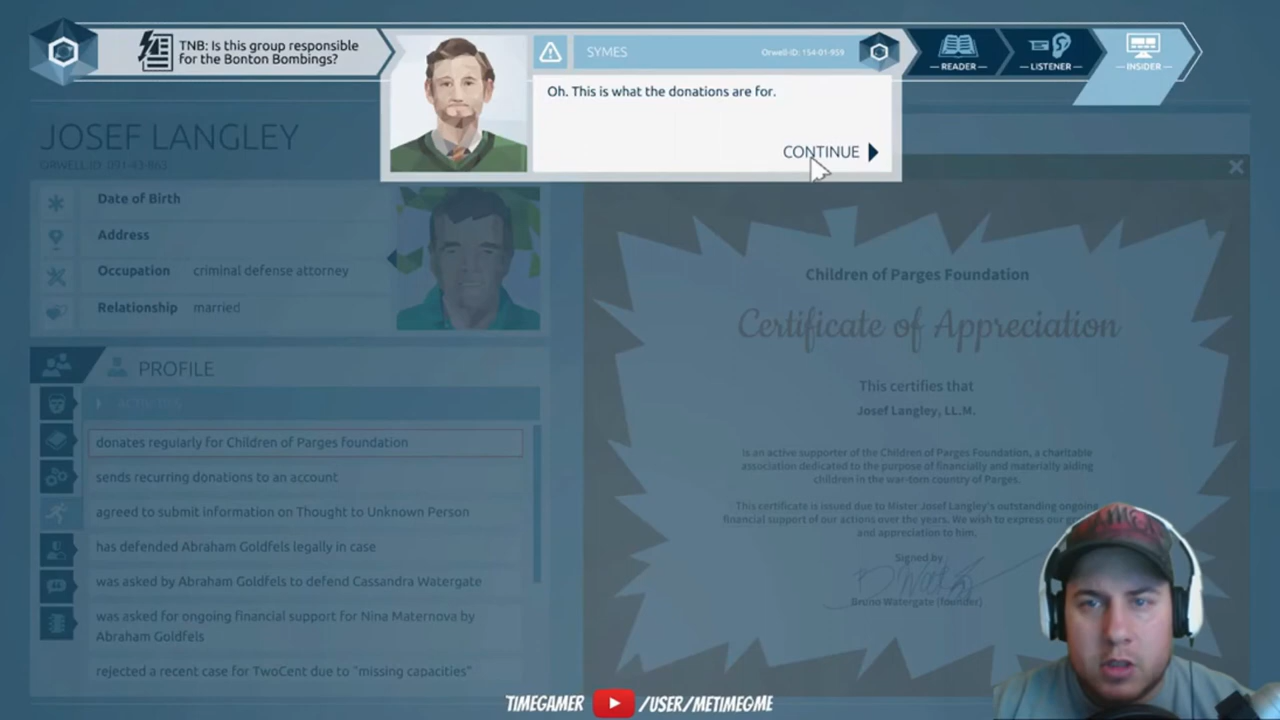 TNB: Is this group responsible
for the Bonton Bombings?
SYMES
Orwell-ID: 154-01-959
Oh. This is what the donations are for.
CONTINUE
READER
LISTENER
INSIDER
JOSEF LANGLEY
ORWELL ID 031-43-863
Date of Birth
Address
Occupation criminal defense attorney
Relationship married
PROFILE
ACTIVITIES
donates regularly for Children of Parges foundation
sends recurring donations to an account
agreed to submit information on Thought to Unknown Person
has defended Abraham Goldfels legally in case
was asked by Abraham Goldfels to defend Cassandra Watergate
was asked for ongoing financial support for Nina Maternova by
Abraham Goldfels
rejected a recent case for TwoCent due to "missing capacities"
Children of Parges Foundation
Certificate of Appreciation
This certifies that
Josef Langley, LL.M.
is an active supporter of the Children of Parges Foundation, a charitable
association dedicated to the purpose of financially and materially aiding
children in the war-torn country of Parges.
This certificate is issued due to Mister Josef Langley's outstanding ongoing
financial support of our actions over the years. We wish to express our
and appreciation to him.
Signed by
Bruno Watergate (founder)
TIMEGAMER /USER/METIMEGME